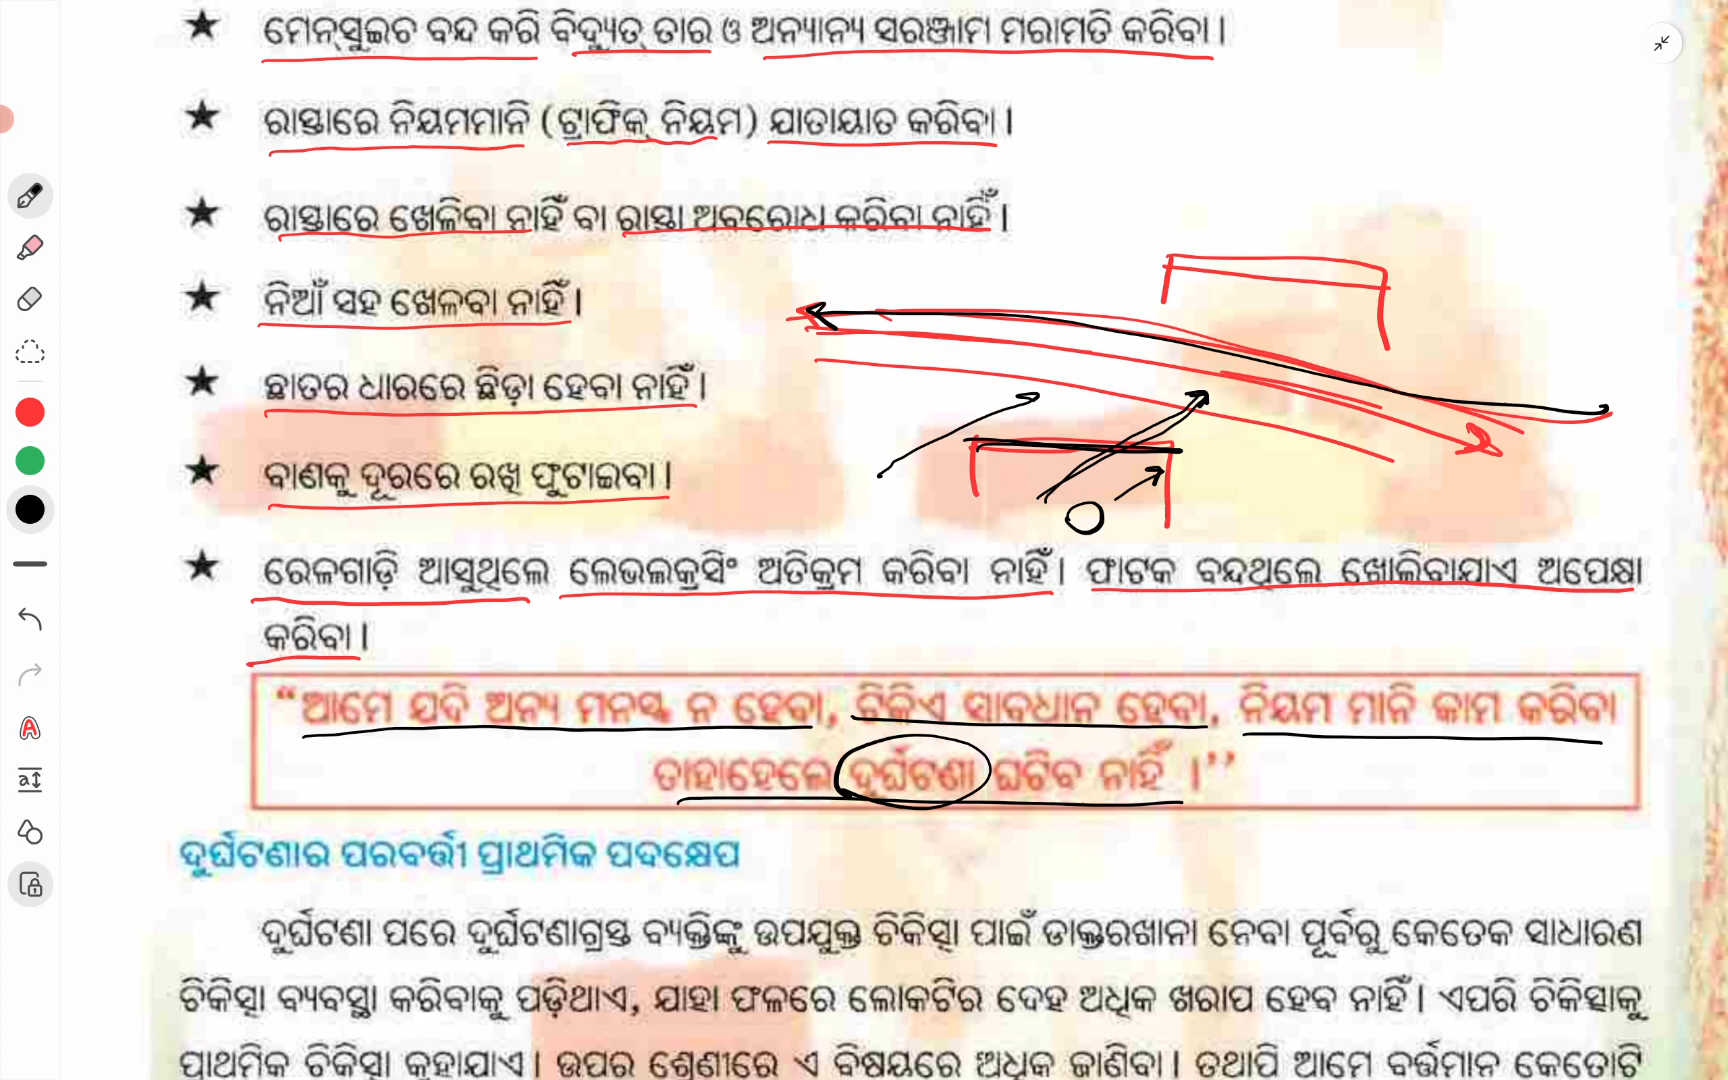 ★ ମେନ୍‌ସୁଇଚ ବନ୍ଦ କରି ବିଦ୍ୟୁତ୍ ତାର ଓ ଅନ୍ୟାନ୍ୟ ସରଞ୍ଜାମ ମରାମତି କରିବା ।
★ ରାସ୍ତାରେ ନିୟମମାନି (ଟ୍ରାଫିକ୍ ନିୟମ) ଯାତାୟାତ କରିବା ।
★ ରାସ୍ତାରେ ଖେଳିବା ନାହିଁ ବା ରାସ୍ତା ଅବରୋଧ କରିବା ନାହିଁ ।
★ ନିଆଁ ସହ ଖେଳବା ନାହିଁ ।
★ ଛାତର ଧାରରେ ଛିଡ଼ା ହେବା ନାହିଁ ।
★ ବାଣକୁ ଦୂରରେ ରଖି ଫୁଟାଇବା ।
★ ରେଳଗାଡ଼ି ଆସୁଥିଲେ ଲେଭଲକ୍ରସିଂ ଅତିକ୍ରମ କରିବା ନାହିଁ । ଫାଟକ ବନ୍ଦଥିଲେ ଖୋଲିବାଯାଏ ଅପେକ୍ଷା
କରିବା ।
“ଆମେ ଯଦି ଅନ୍ୟ ମନସ୍କ ନ ହେବା, ଟିକିଏ ସାବଧାନ ହେବା, ନିୟମ ମାନି କାମ କରିବା
ତାହାହେଲେ ଦୁର୍ଘଟଣା ଘଟିବ ନାହିଁ ।’’
ଦୁର୍ଘଟଣାର ପରବର୍ତ୍ତୀ ପ୍ରାଥମିକ ପଦକ୍ଷେପ
ଦୁର୍ଘଟଣା ପରେ ଦୁର୍ଘଟଣାଗ୍ରସ୍ତ ବ୍ୟକ୍ତିଙ୍କୁ ଉପଯୁକ୍ତ ଚିକିତ୍ସା ପାଇଁ ଡାକ୍ତରଖାନା ନେବା ପୂର୍ବରୁ କେତେକ ସାଧାରଣ
ଚିକିତ୍ସା ବ୍ୟବସ୍ଥା କରିବାକୁ ପଡ଼ିଥାଏ, ଯାହା ଫଳରେ ଲୋକଟିର ଦେହ ଅଧିକ ଖରାପ ହେବ ନାହିଁ । ଏପରି ଚିକିତ୍ସାକୁ
ପ୍ରାଥମିକ ଚିକିତ୍ସା କୁହାଯାଏ । ଉପର ଶ୍ରେଣୀରେ ଏ ବିଷୟରେ ଅଧିକ ଜାଣିବା । ତଥାପି ଆମେ ବର୍ତ୍ତମାନ କେତୋଟି